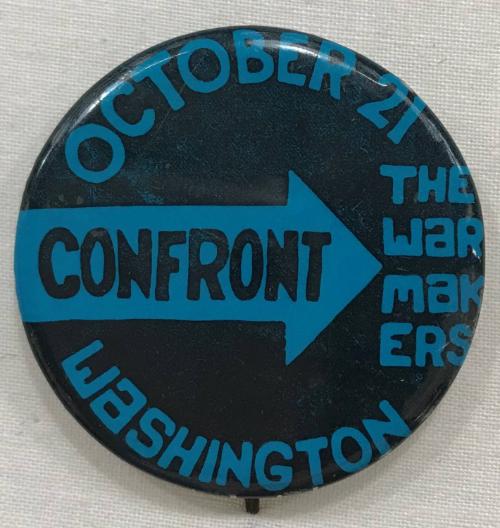 OCTOBER 21
CONFRONT
THE
WAR
MAK
ERS
WASHINGTON